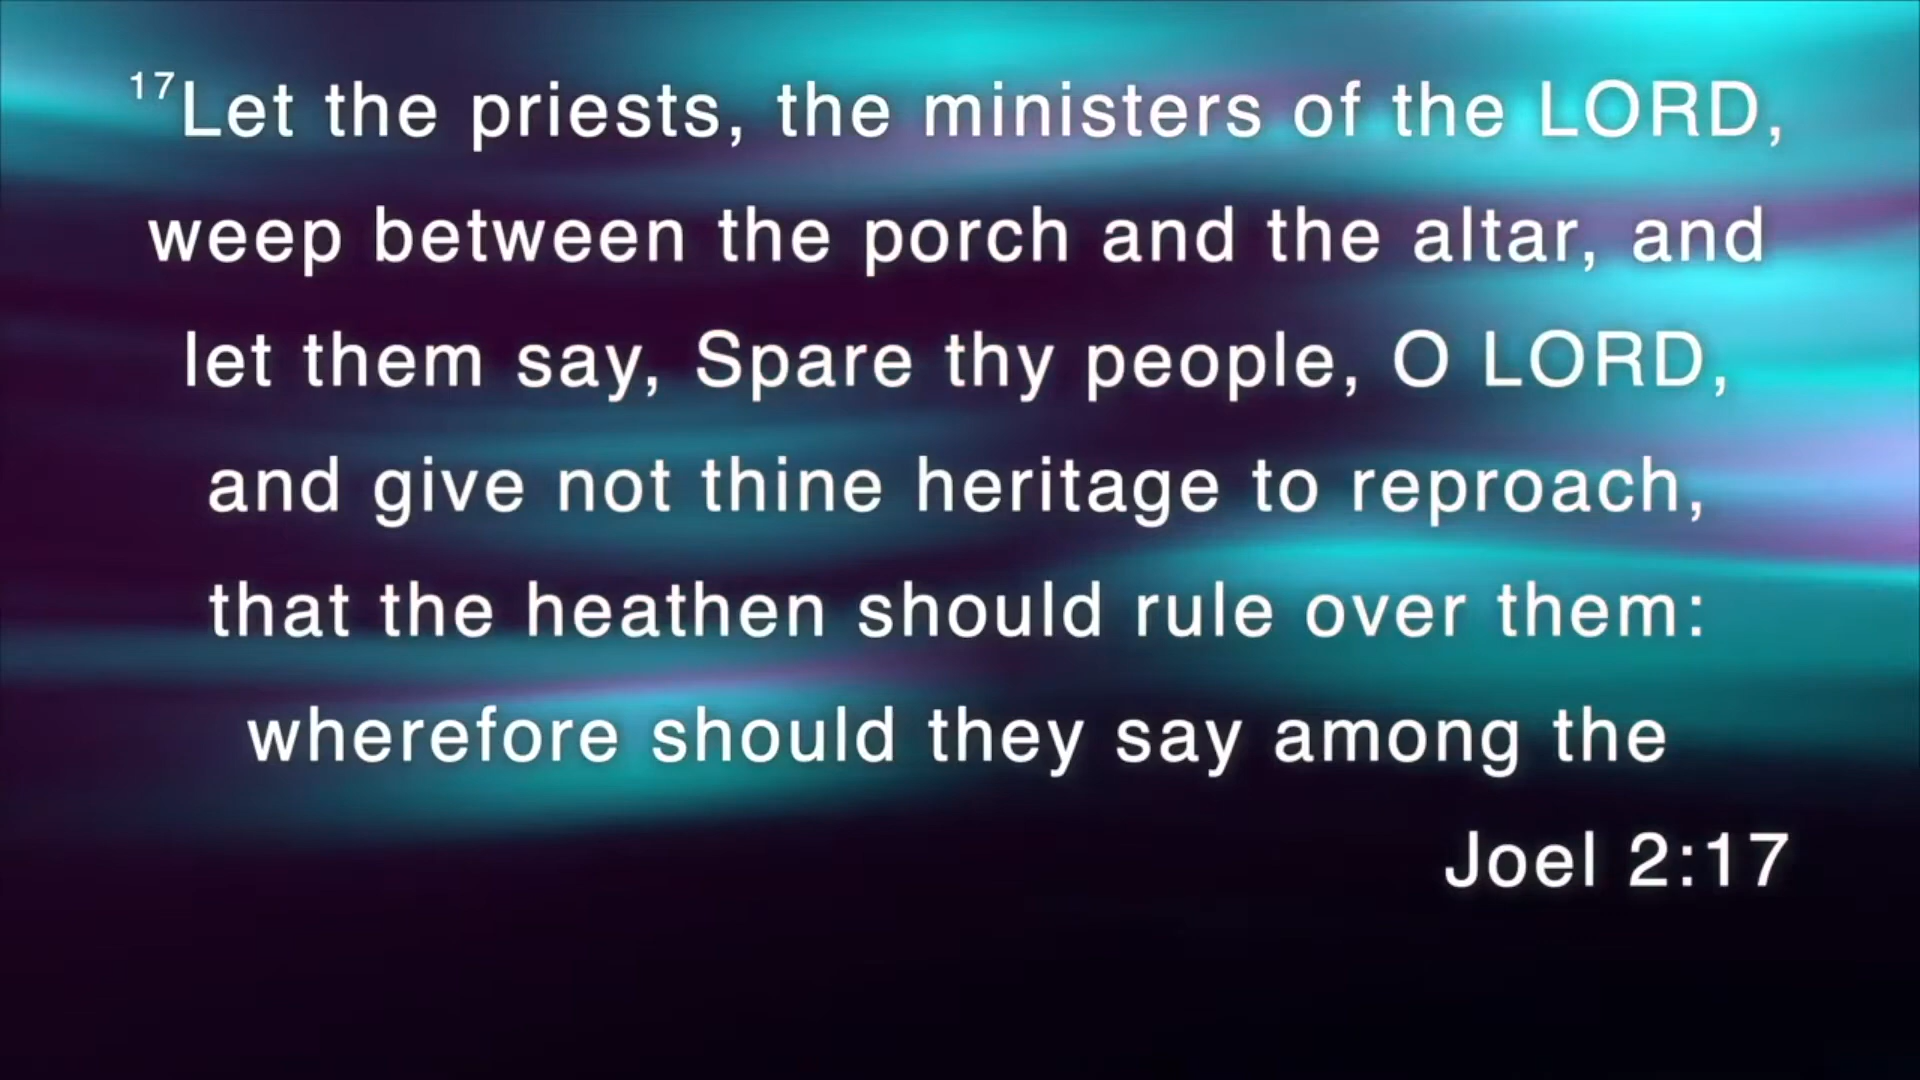 17Let the priests, the ministers of the LORD,
weep between the porch and the altar, and
let them say, Spare thy people, O LORD,
and give not thine heritage to reproach,
that the heathen should rule over them:
wherefore should they say among the
Joel 2:17